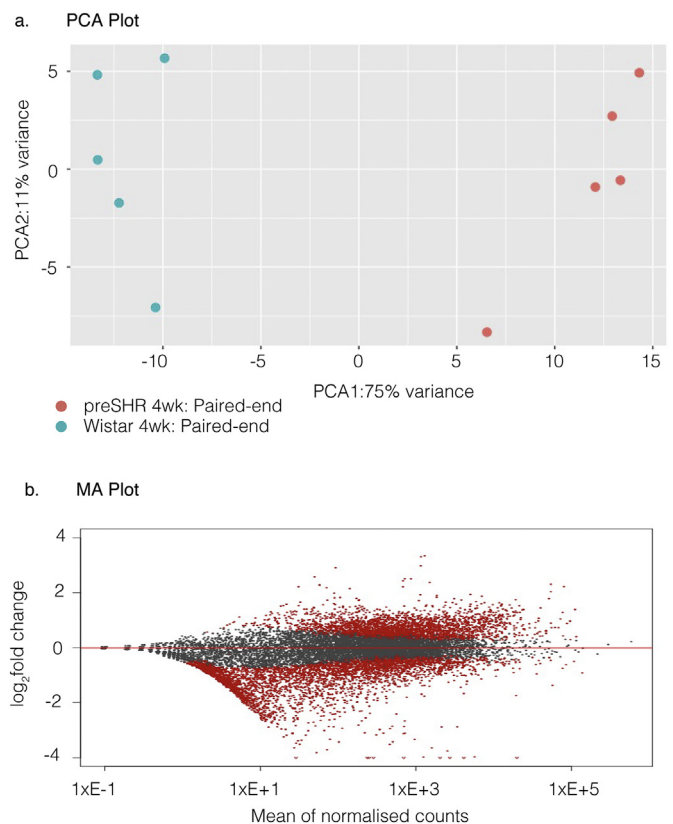 a. PCA Plot
5
0
-5
PCA2:11% variance
-10 -5 0 5 10 15
PCA1:75% variance
preSHR 4wk: Paired-end
Wistar 4wk: Paired-end
b. MA Plot
4
2
0
-2
-4
log2fold change
1xE-1 1xE+1 1xE+3 1xE+5
Mean of normalised counts